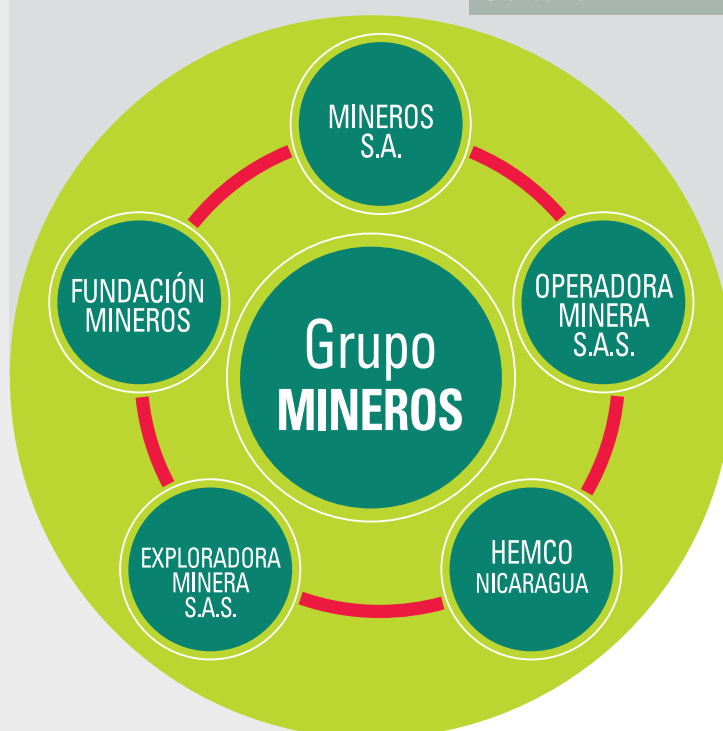 MINEROS
S.A.
OPERADORA
MINERA
S.A.S.
HEMCO
NICARAGUA
EXPLORADORA
MINERA
S.A.S.
FUNDACIÓN
MINEROS
Grupo
MINEROS